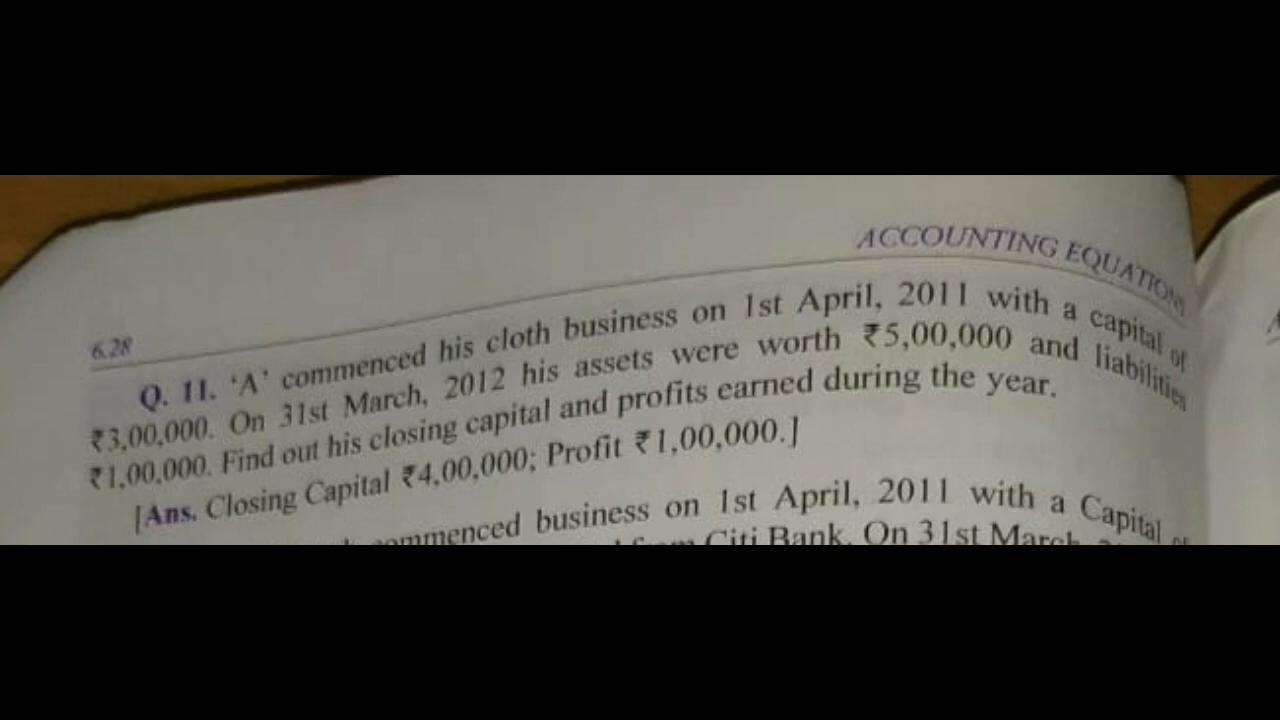 ACCOUNTING EQUATIONS
6.28
Q. 11. 'A' commenced his cloth business on 1st April, 2011 with a capital of
₹3,00,000. On 31st March, 2012 his assets were worth ₹5,00,000 and liabilities
₹1,00,000. Find out his closing capital and profits earned during the year.
[Ans. Closing Capital ₹4,00,000; Profit ₹1,00,000.]
commenced business on 1st April, 2011 with a Capital of
from Citi Bank. On 31st March,